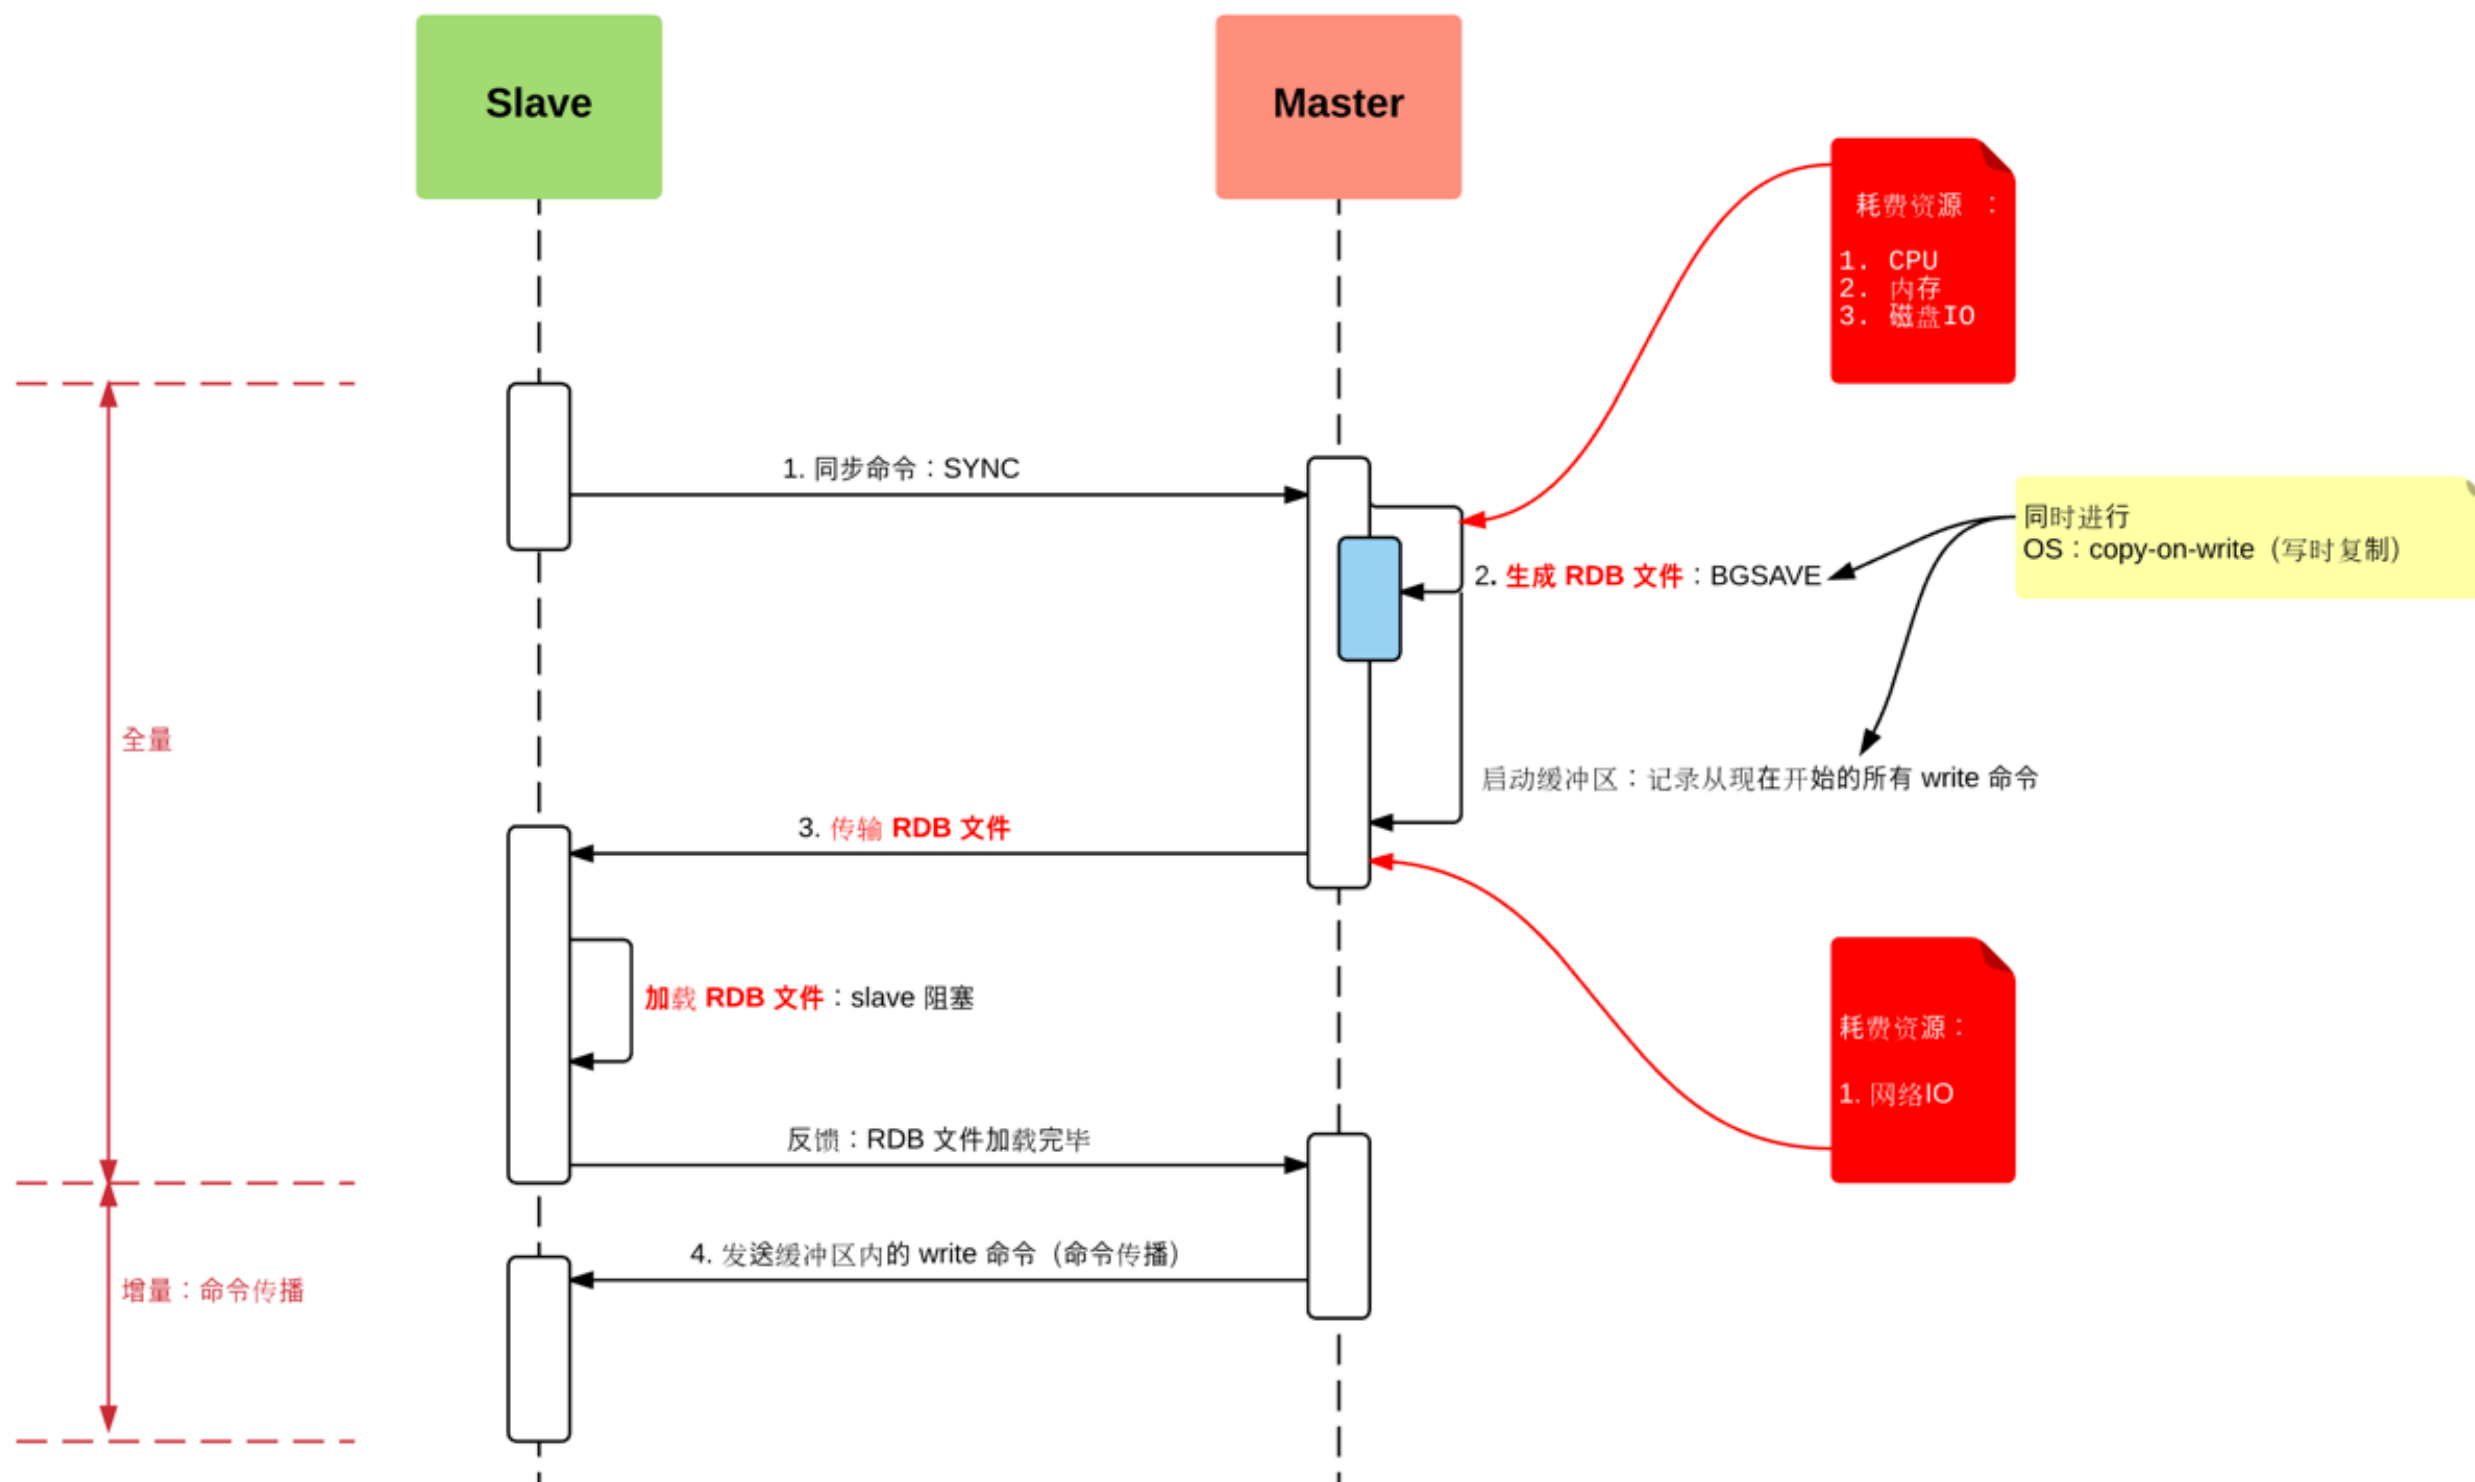 Slave
Master
耗费资源 :
1. CPU
2. 内存
3. 磁盘IO
1. 同步命令：SYNC
同时进行
OS：copy-on-write（写时复制）
2. 生成 RDB 文件：BGSAVE
全量
启动缓冲区：记录从现在开始的所有 write 命令
3. 传输 RDB 文件
加载 RDB 文件：slave 阻塞
耗费资源：
1. 网络IO
反馈：RDB 文件加载完毕
4. 发送缓冲区内的 write 命令（命令传播）
增量：命令传播